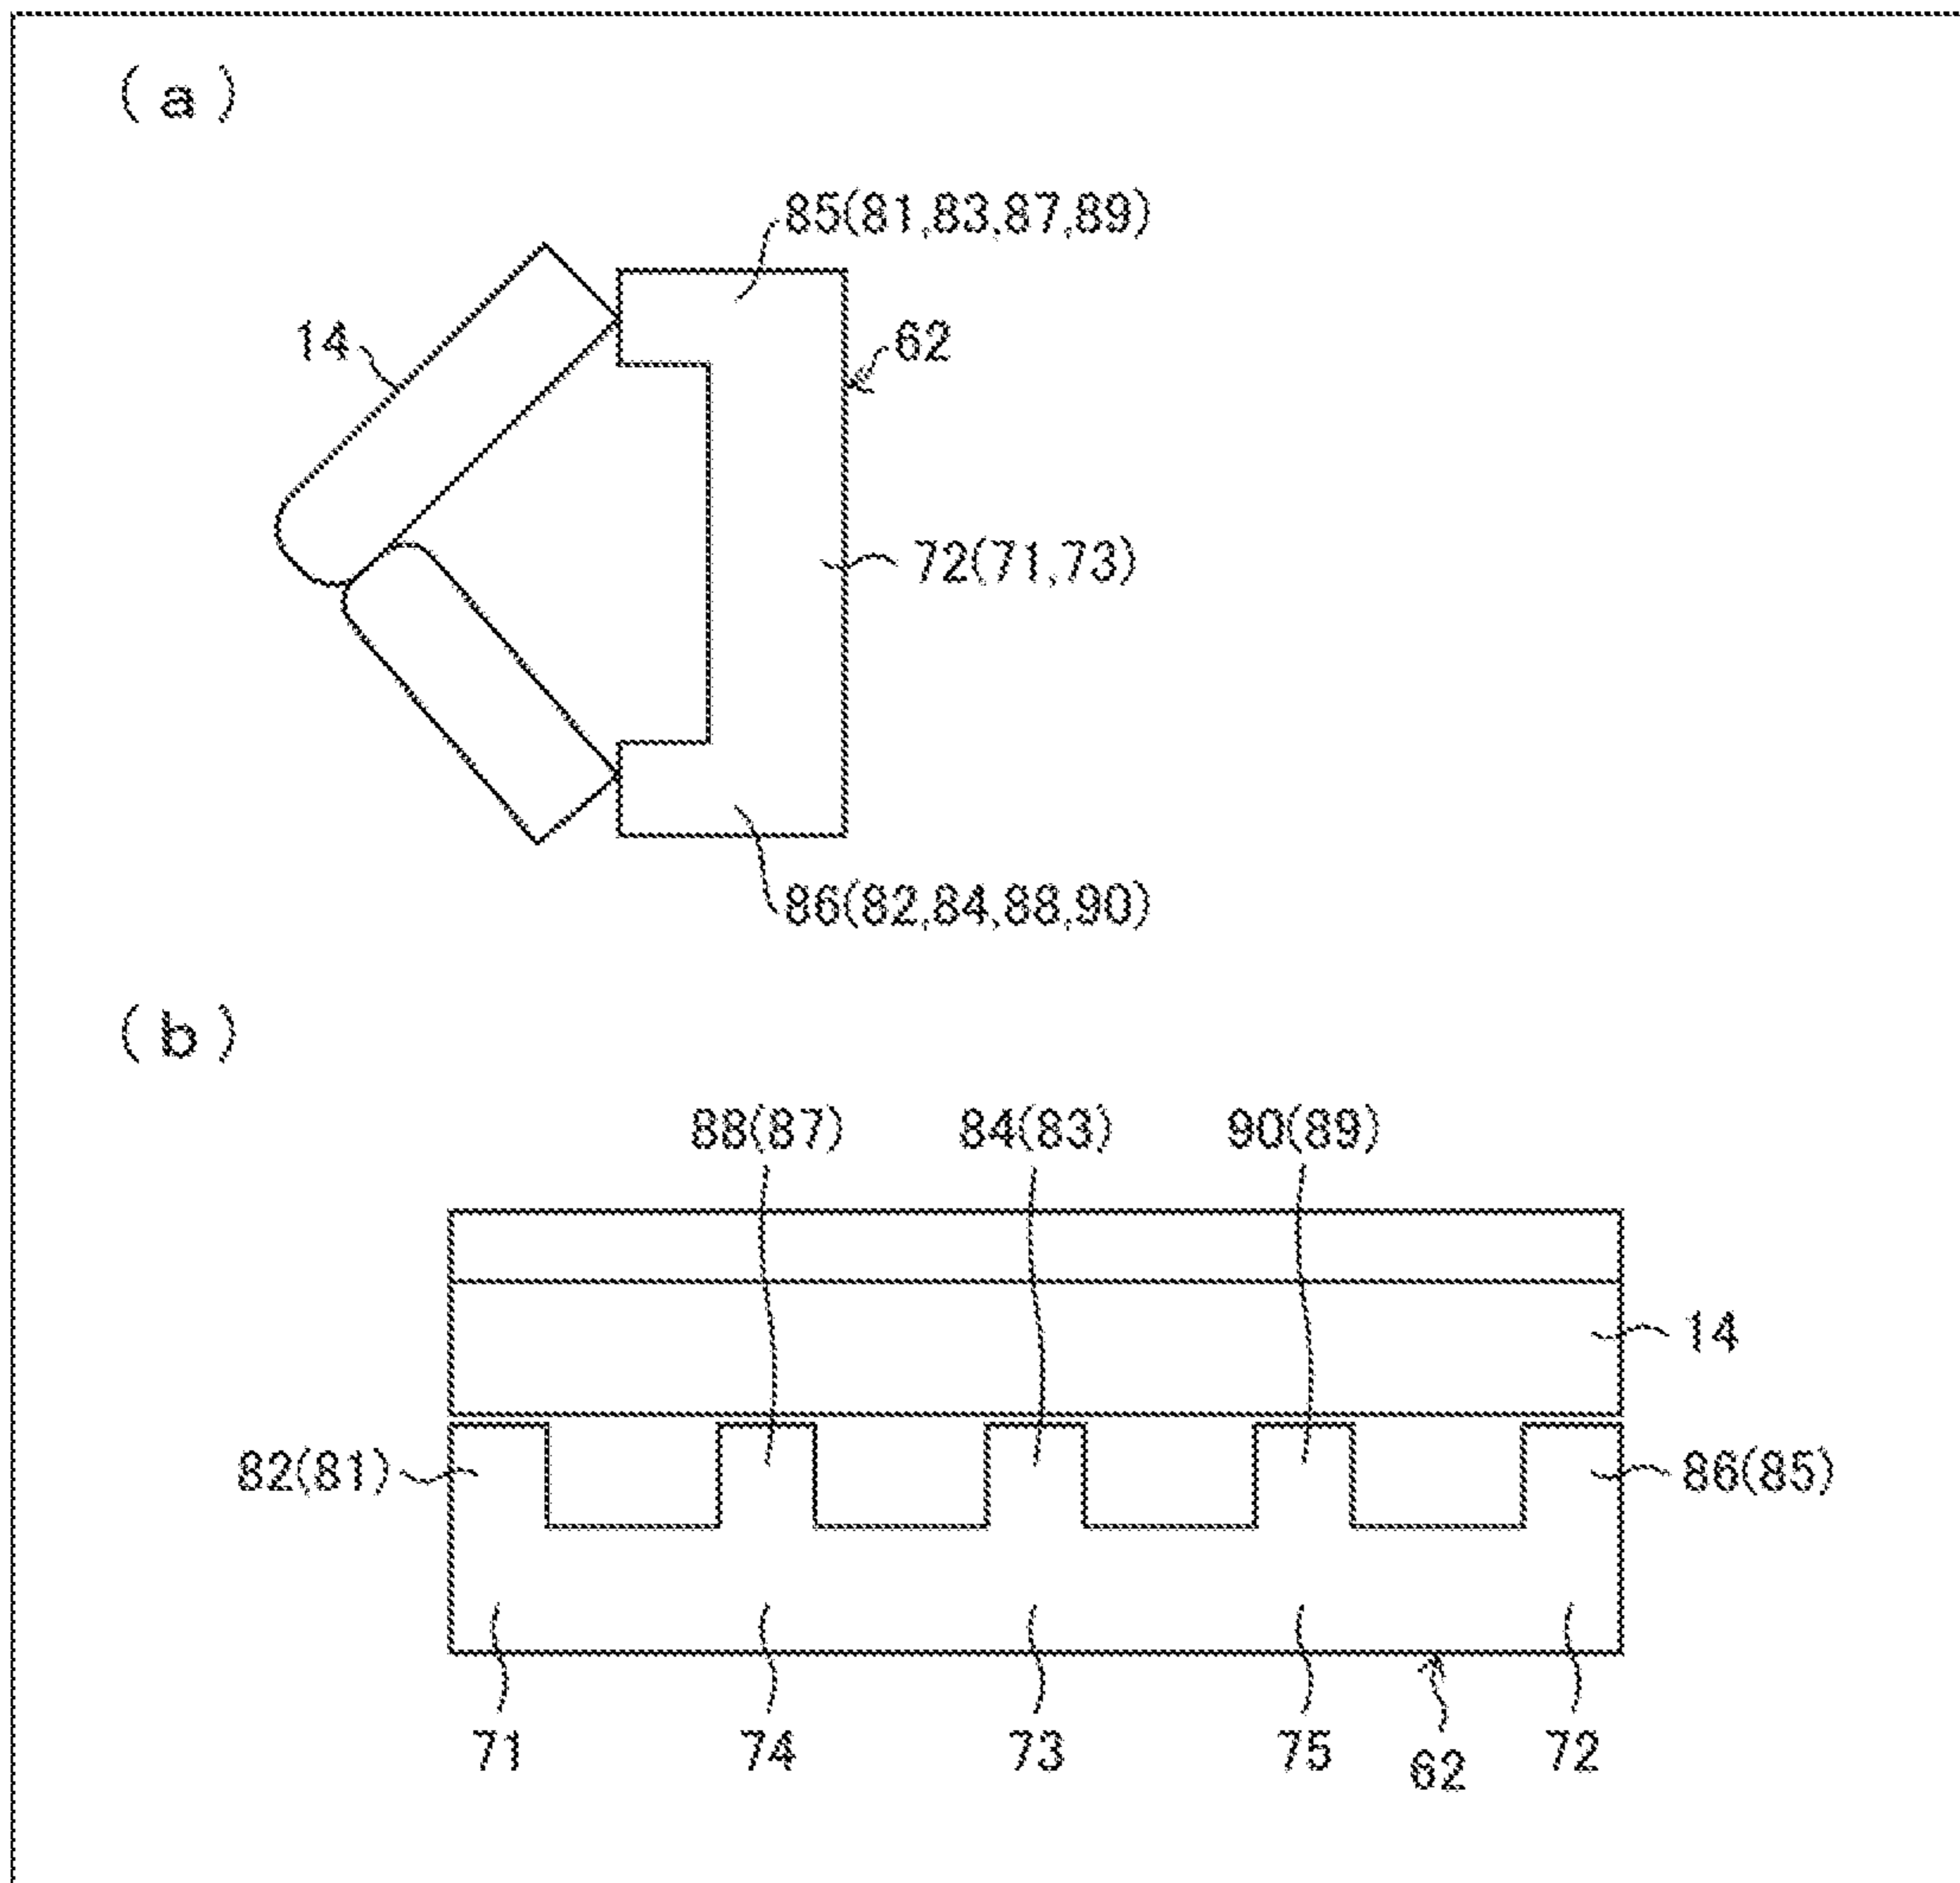 ( a )
85(81,83,87,89)
14
62
72(71,73)
86(82,84,88,90)
( b )
88(87) 84(83) 90(89)
14
82(81) 86(85)
71 74 73 75 62 72